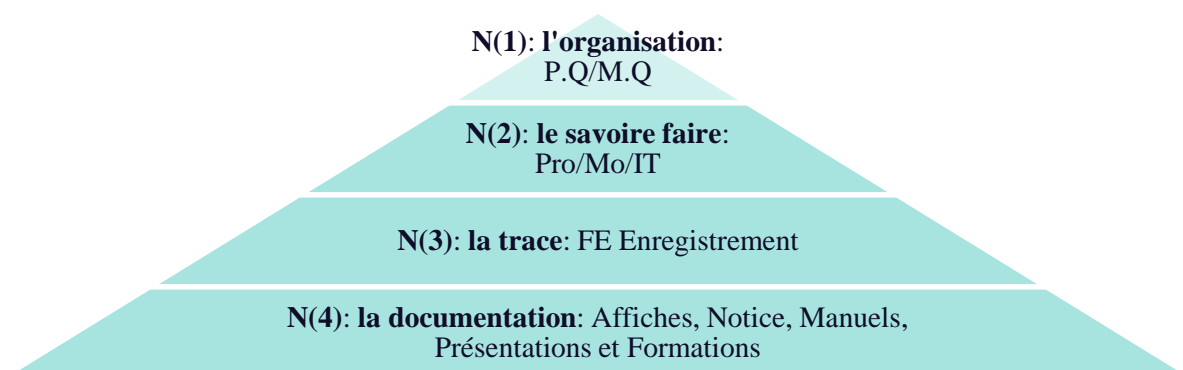 N(1): l'organisation:
P.Q/M.Q
N(2): le savoire faire:
Pro/Mo/IT
N(3): la trace: FE Enregistrement
N(4): la documentation: Affiches, Notice, Manuels,
Présentations et Formations